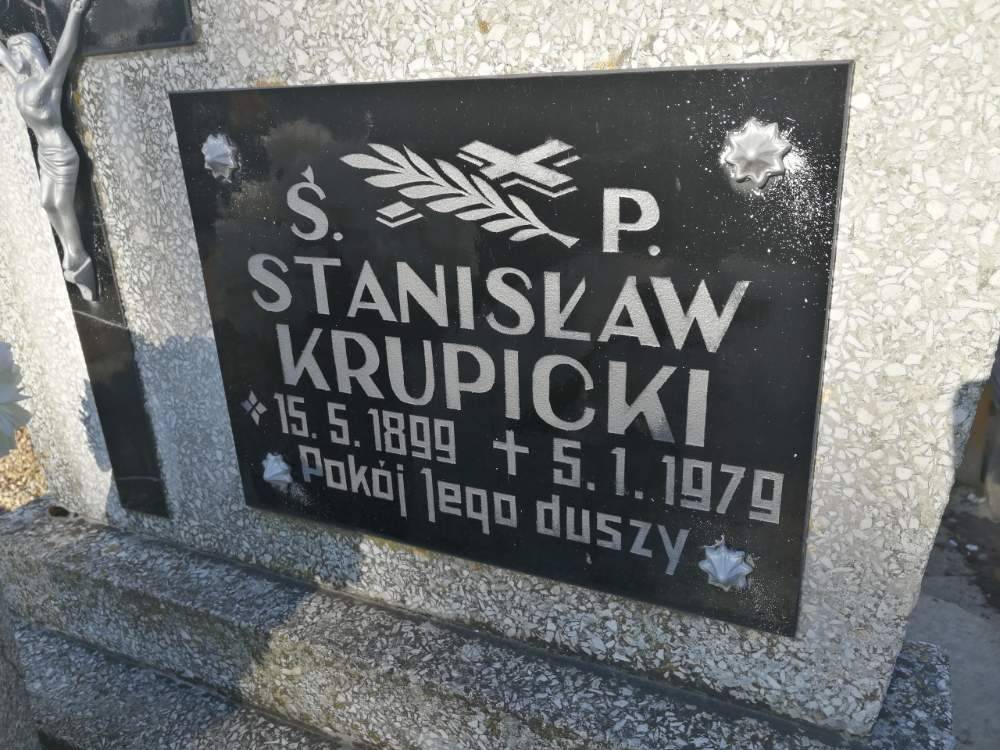 Ś. P.
STANISŁAW
KRUPICKI
15. 5. 1899 5. 1. 1979
Pokój Jego duszy